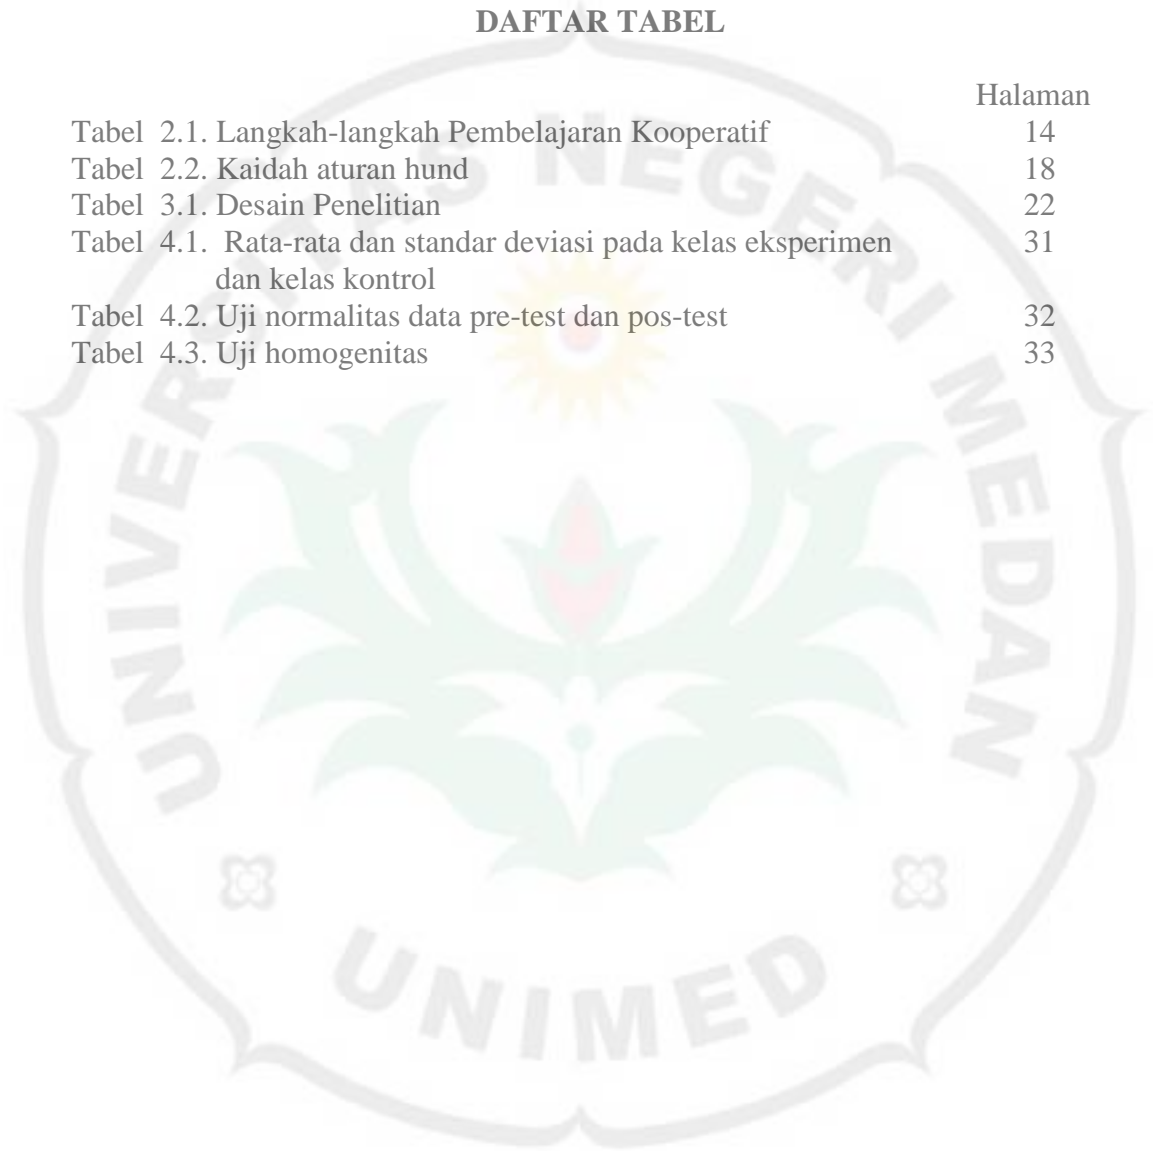 DAFTAR TABEL
Halaman
Tabel 2.1. Langkah-langkah Pembelajaran Kooperatif 14
Tabel 2.2. Kaidah aturan hund 18
Tabel 3.1. Desain Penelitian 22
Tabel 4.1. Rata-rata dan standar deviasi pada kelas eksperimen 31
dan kelas kontrol
Tabel 4.2. Uji normalitas data pre-test dan pos-test 32
Tabel 4.3. Uji homogenitas 33
UNIVERSITAS NEGERI MEDAN
UNIMED